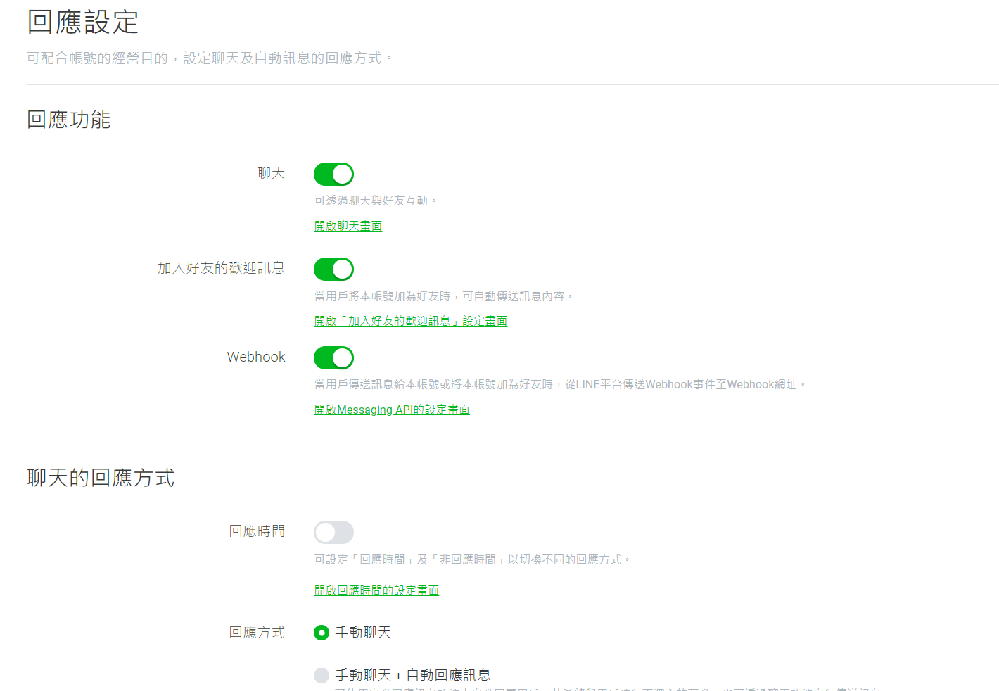 回應設定
可配合帳號的經營目的，設定聊天及自動訊息的回應方式。
回應功能
聊天
可透過聊天與好友互動。
開啟聊天畫面
加入好友的歡迎訊息
當用戶將本帳號加為好友時，可自動傳送訊息內容。
開啟「加入好友的歡迎訊息」設定畫面
Webhook
當用戶傳送訊息給本帳號或將本帳號加為好友時，從LINE平台傳送Webhook事件至Webhook網址。
開啟Messaging API的設定畫面
聊天的回應方式
回應時間
可設定「回應時間」及「非回應時間」以切換不同的回應方式。
開啟回應時間的設定畫面
回應方式
手動聊天
手動聊天 + 自動回應訊息